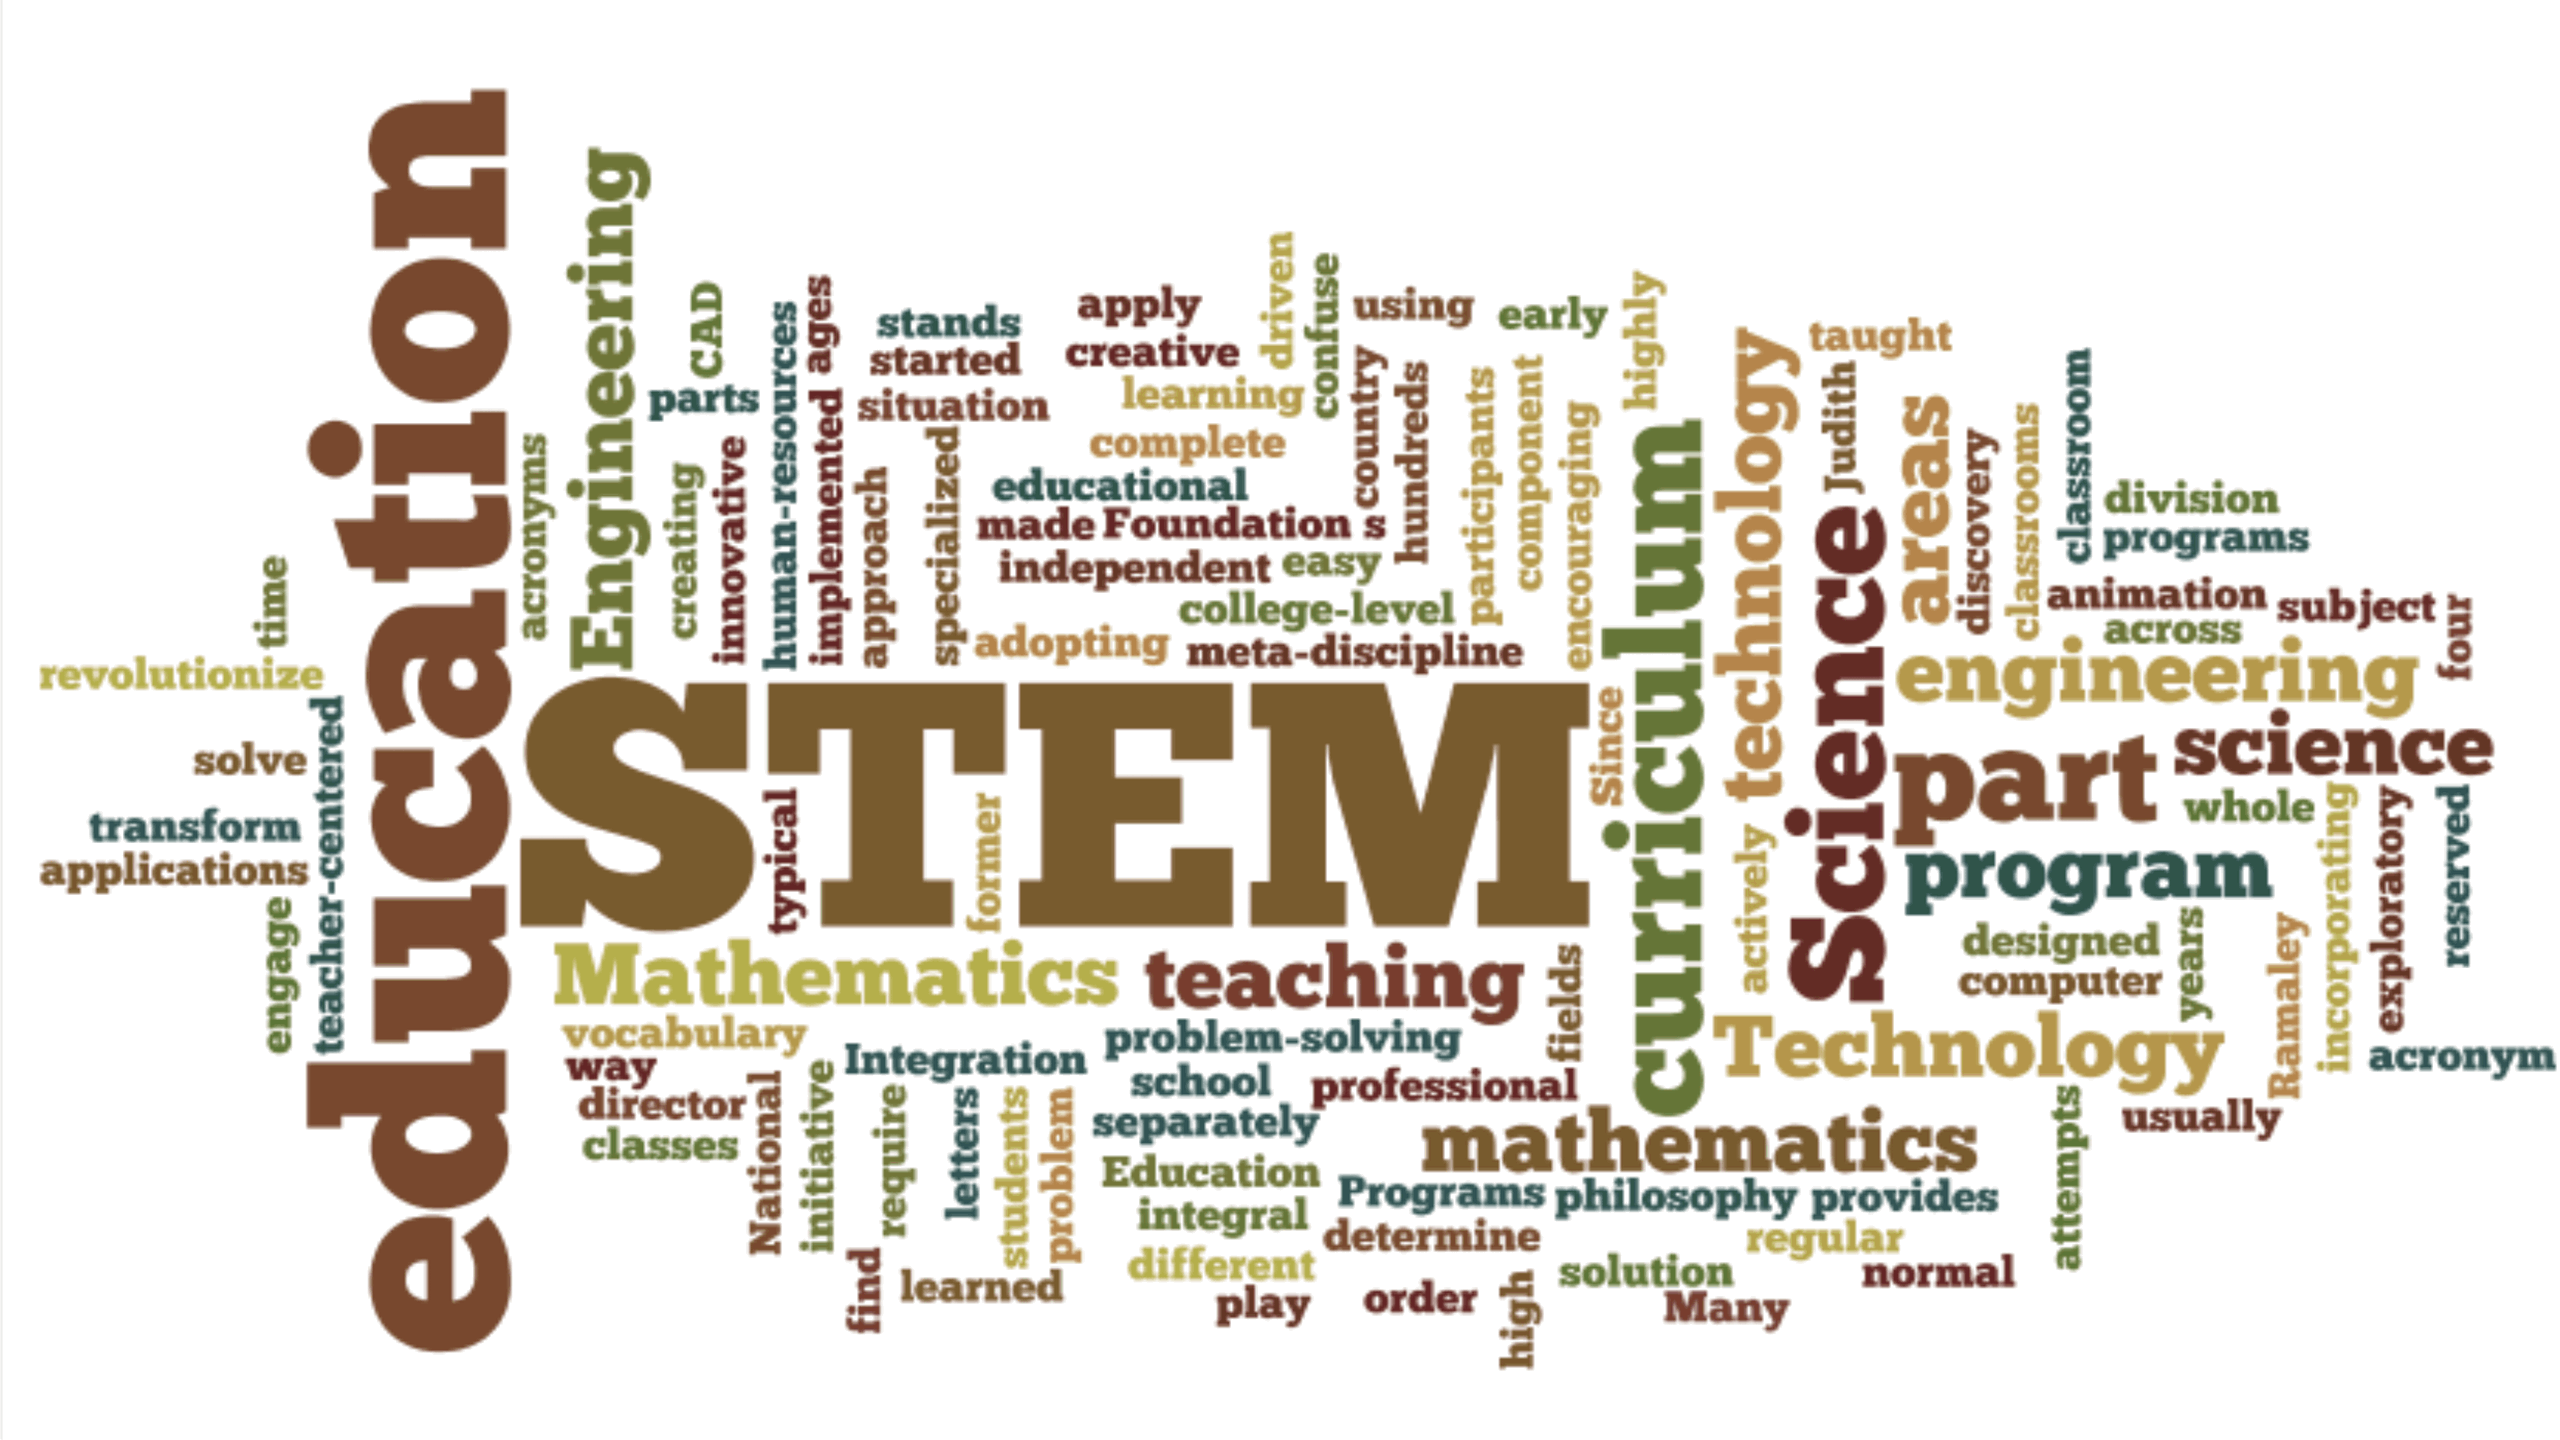 education
Engineering
CAD
parts
acronyms
creating
innovative
human-resources
implemented
ages
approach
stands
started
situation
specialized
apply
creative
learning
complete
educational
made
Foundation
s
independent
easy
college-level
adopting
meta-discipline
driven
confuse
using
country
hundreds
early
participants
component
encouraging
highly
time
revolutionize
solve
transform
applications
teacher-centered
engage
STEM
typical
former
Since
curriculum
technology
taught
Judith
Science
areas
discovery
classrooms
classroom
division
programs
animation
subject
across
four
engineering
part
science
whole
program
actively
designed
computer
years
Ramaley
incorporating
exploratory
reserved
acronym
Technology
usually
attempts
Mathematics
teaching
fields
vocabulary
way
director
classes
National
initiative
Integration
require
letters
students
problem
find
learned
problem-solving
school
professional
separately
Education
integral
different
play
mathematics
Programs
philosophy
provides
determine
regular
order
high
solution
normal
Many